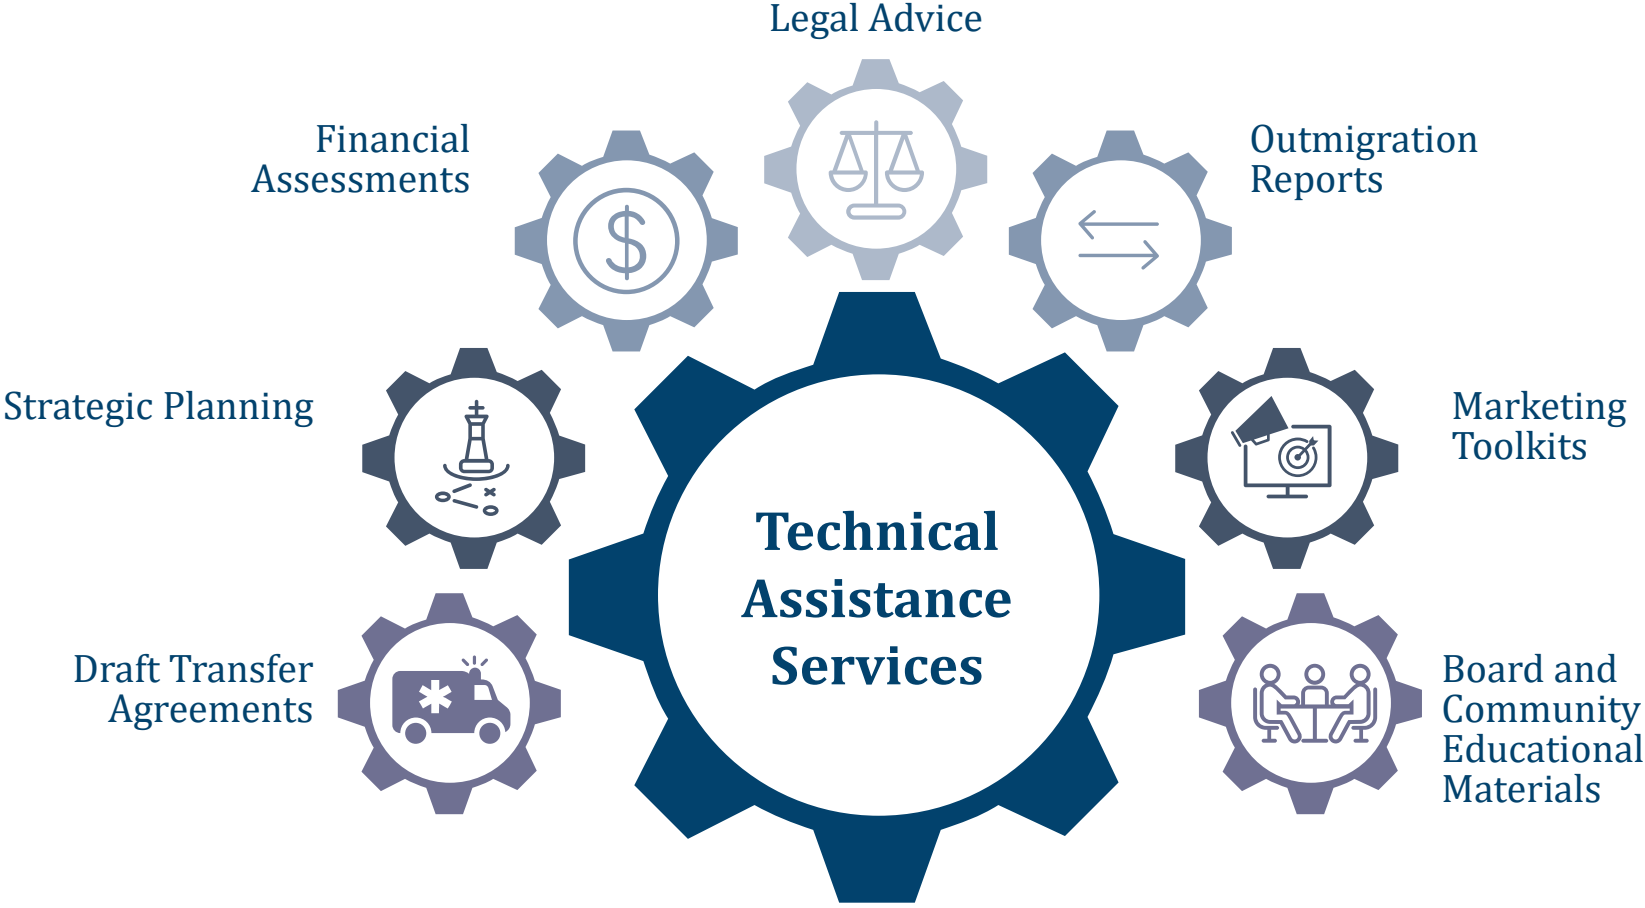 Legal Advice
Financial
Assessments
Outmigration
Reports
Strategic Planning
Marketing
Toolkits
Technical
Assistance
Services
Draft Transfer
Agreements
Board and
Community
Educational
Materials